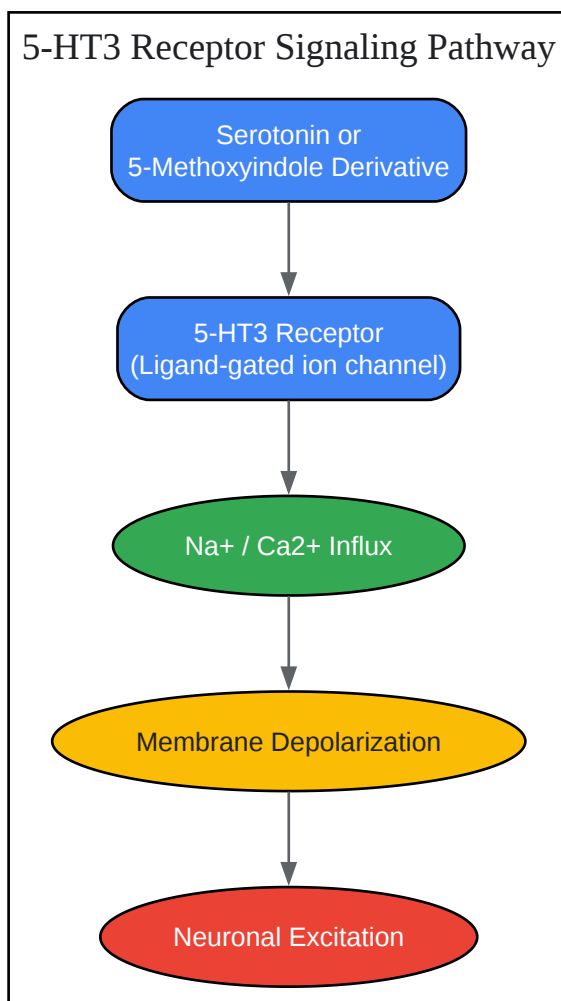 5-HT3 Receptor Signaling Pathway
Serotonin or
5-Methoxyindole Derivative
5-HT3 Receptor
(Ligand-gated ion channel)
Na+ / Ca2+ Influx
Membrane Depolarization
Neuronal Excitation